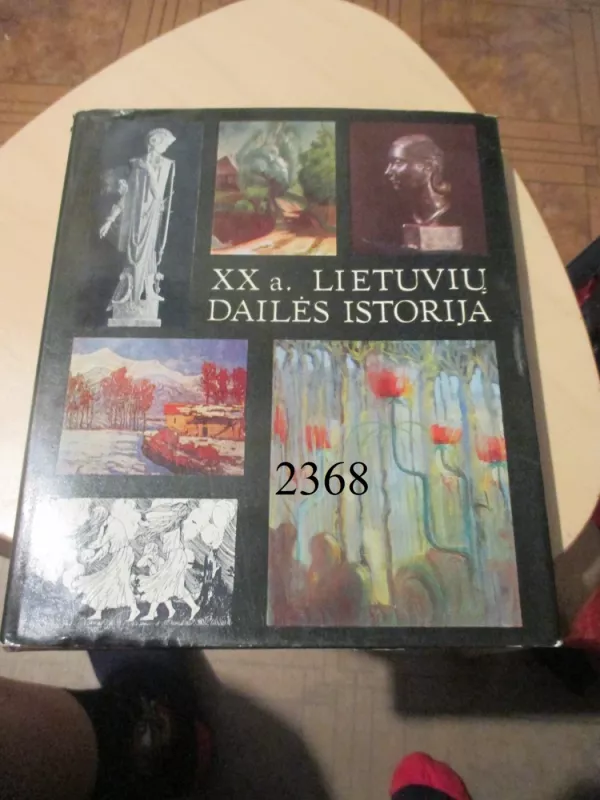 XX a. LIETUVIŲ
DAILĖS ISTORIJA
2368